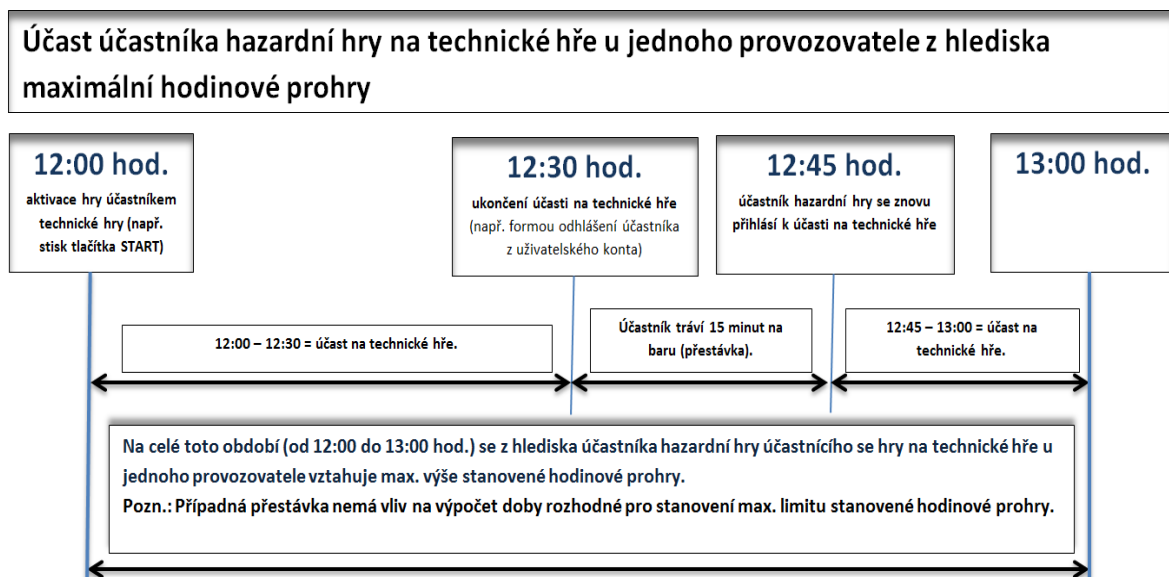 Účast účastníka hazardní hry na technické hře u jednoho provozovatele z hlediska
maximální hodinové prohry
12:00 hod.
aktivace hry účastníkem
technické hry (např.
stisk tlačítka START)
12:30 hod.
ukončení účasti na technické hře
(např. formou odhlášení účastníka
z uživatelského konta)
12:45 hod.
účastník hazardní hry se znovu
přihlásí k účasti na technické hře
13:00 hod.
12:00 – 12:30 = účast na technické hře.
Účastník tráví 15 minut na
baru (přestávka).
12:45 – 13:00 = účast na
technické hře.
Na celé toto období (od 12:00 do 13:00 hod.) se z hlediska účastníka hazardní hry účastnícího se hry na technické hře u
jednoho provozovatele vztahuje max. výše stanovené hodinové prohry.
Pozn.: Případná přestávka nemá vliv na výpočet doby rozhodné pro stanovení max. limitu stanovené hodinové prohry.